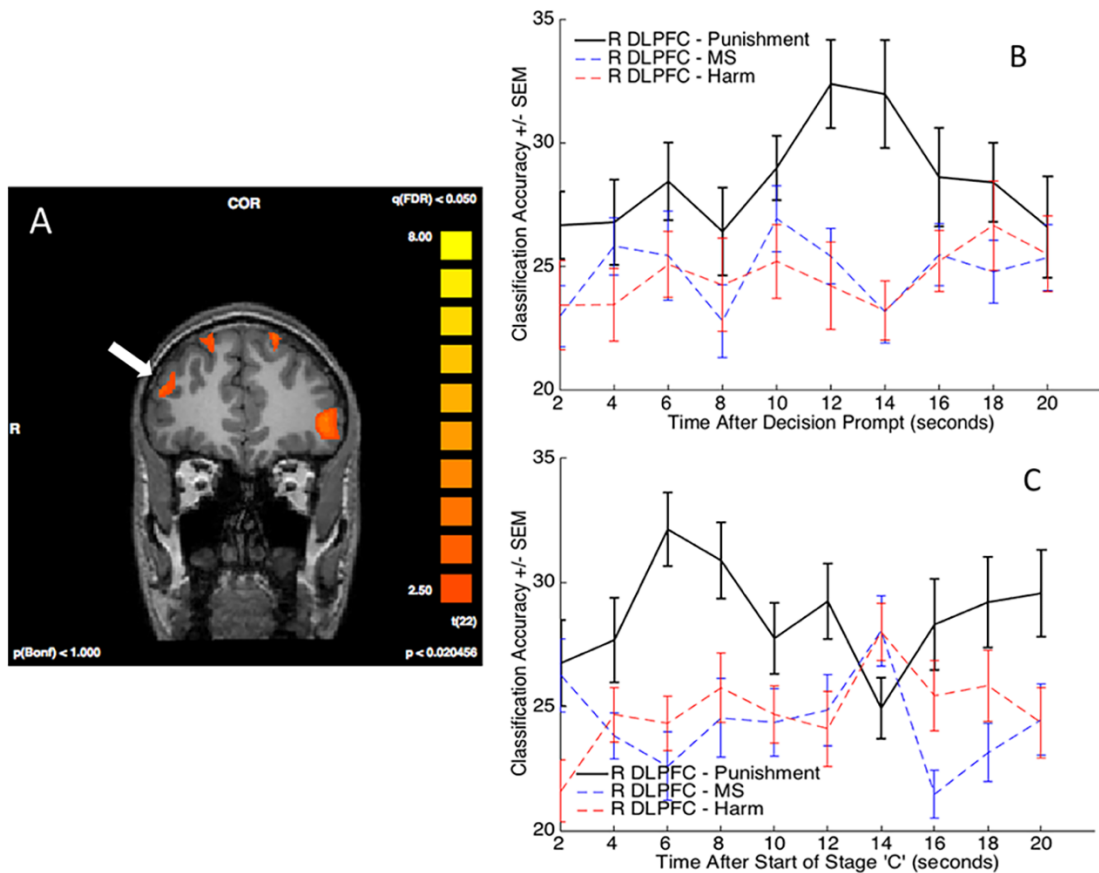 A
COR
q(FDR) < 0.050
8.00
R
2.50
t(22)
p(Bonf) < 1.000
p < 0.020456
B
35
30
25
20
Classification Accuracy +/- SEM
R DLPFC - Punishment
R DLPFC - MS
R DLPFC - Harm
2 4 6 8 10 12 14 16 18 20
Time After Decision Prompt (seconds)
C
35
30
25
20
Classification Accuracy +/- SEM
R DLPFC - Punishment
R DLPFC - MS
R DLPFC - Harm
2 4 6 8 10 12 14 16 18 20
Time After Start of Stage 'C' (seconds)